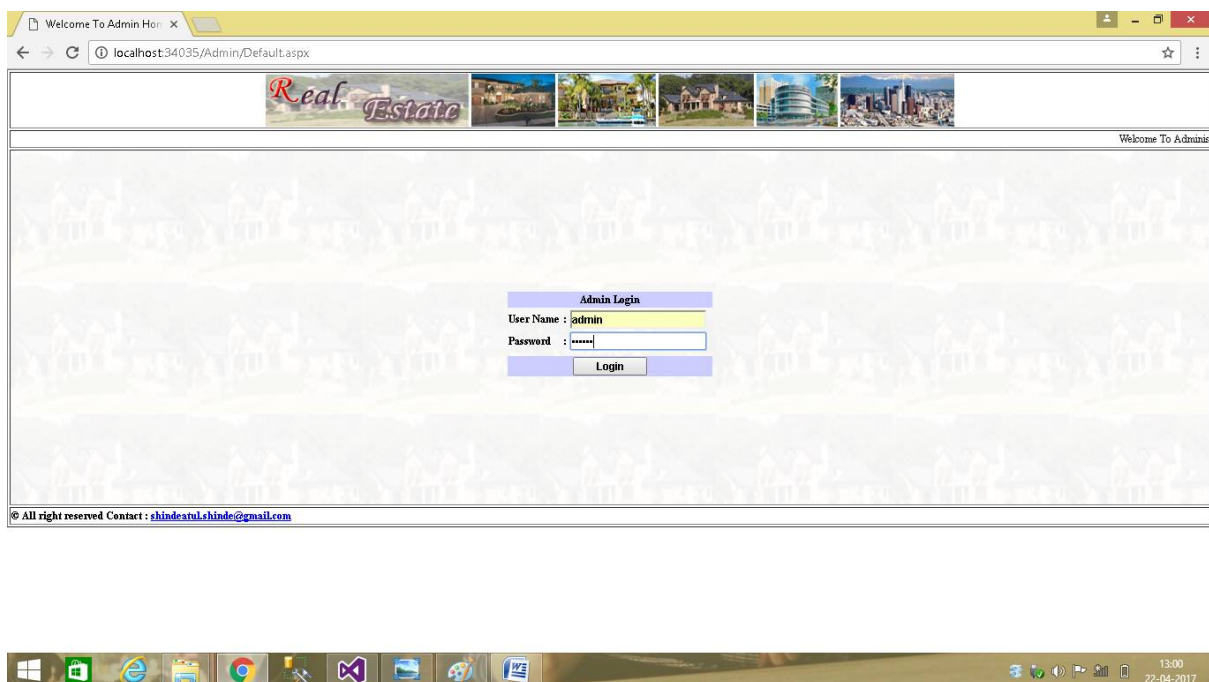 Welcome To Admin Hom
localhost:34035/Admin/Default.aspx
Real Estate
Welcome To Adminis
Admin Login
User Name : admin
Password : ••••••
Login
© All right reserved Contact : shindeatul.shinde@gmail.com
13:00
22-04-2017